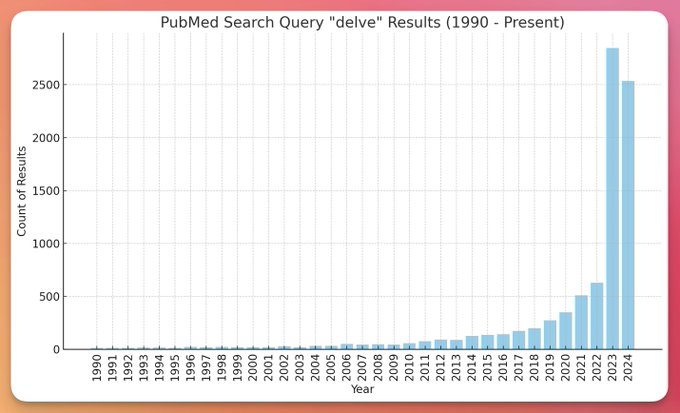 PubMed Search Query "delve" Results (1990 - Present)
Count of Results
2500
2000
1500
1000
500
0
1990 1991 1992 1993 1994 1995 1996 1997 1998 1999 2000 2001 2002 2003 2004 2005 2006 2007 2008 2009 2010 2011 2012 2013 2014 2015 2016 2017 2018 2019 2020 2021 2022 2023 2024
Year